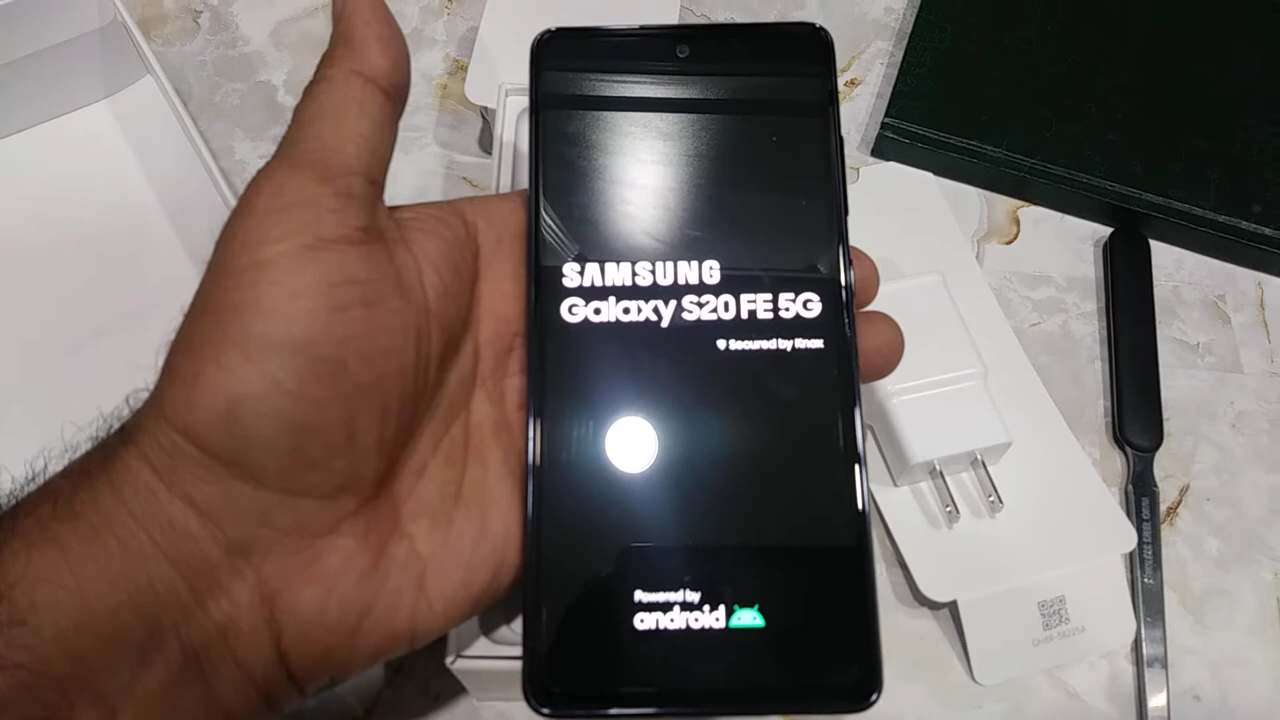 SAMSUNG
Galaxy S20 FE 5G
Secured by Knox
Powered by
android